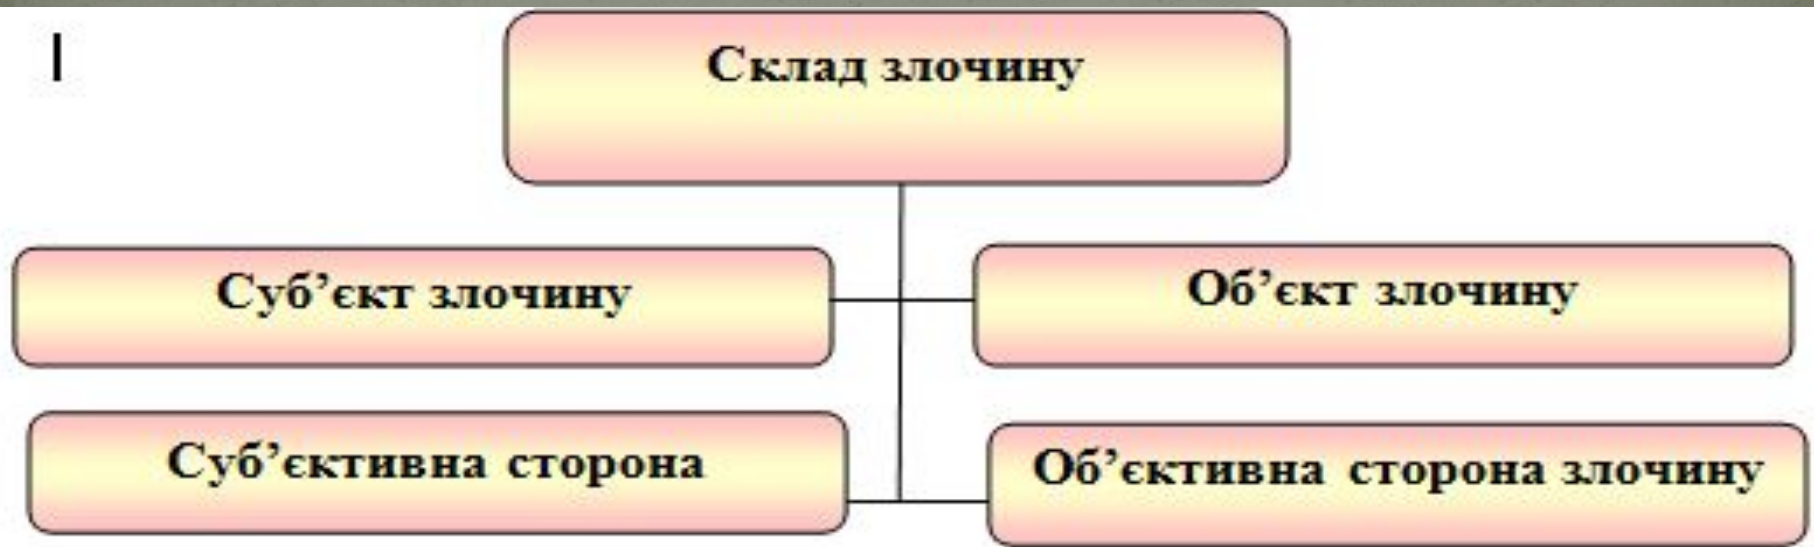 I
Склад злочину
Суб’єкт злочину
Об’єкт злочину
Суб’єктивна сторона
Об’єктивна сторона злочину